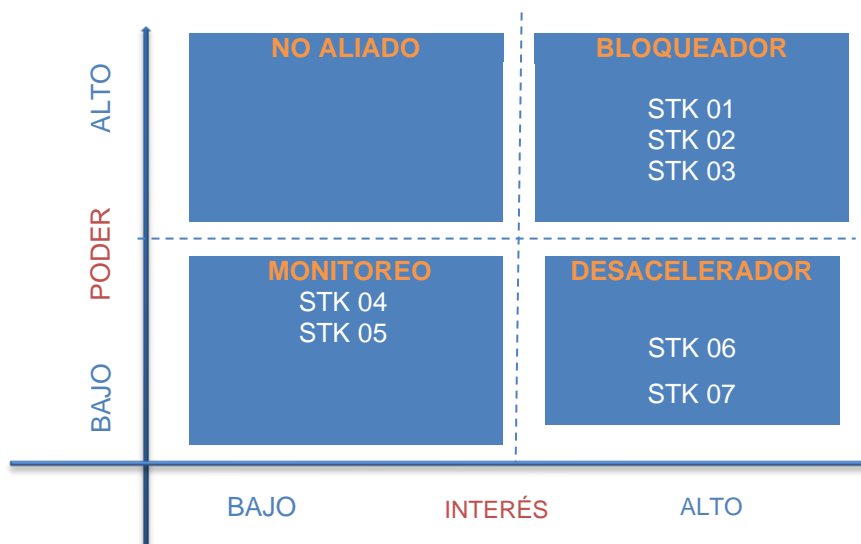 NO ALIADO
BLOQUEADOR
STK 01
STK 02
STK 03
ALTO
PODER
BAJO
MONITOREO
STK 04
STK 05
DESACELERADOR
STK 06
STK 07
BAJO
INTERÉS
ALTO